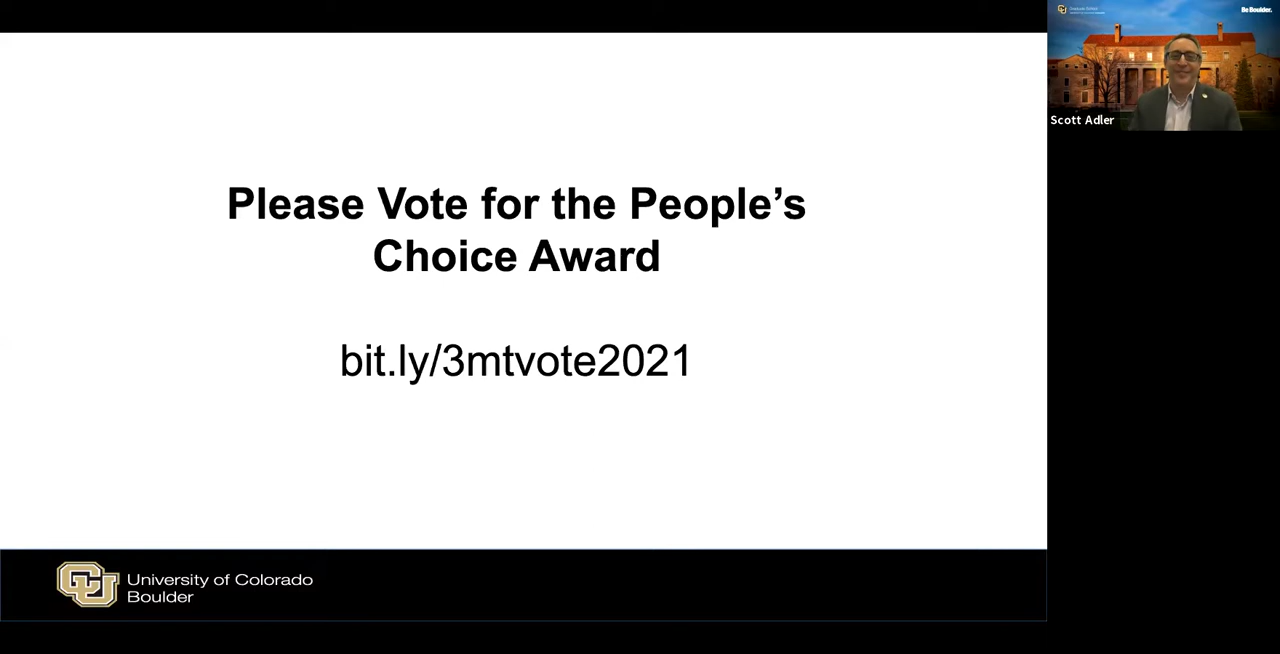 Please Vote for the People’s
Choice Award
bit.ly/3mtvote2021
University of Colorado
Boulder
Be Boulder.
Scott Adler